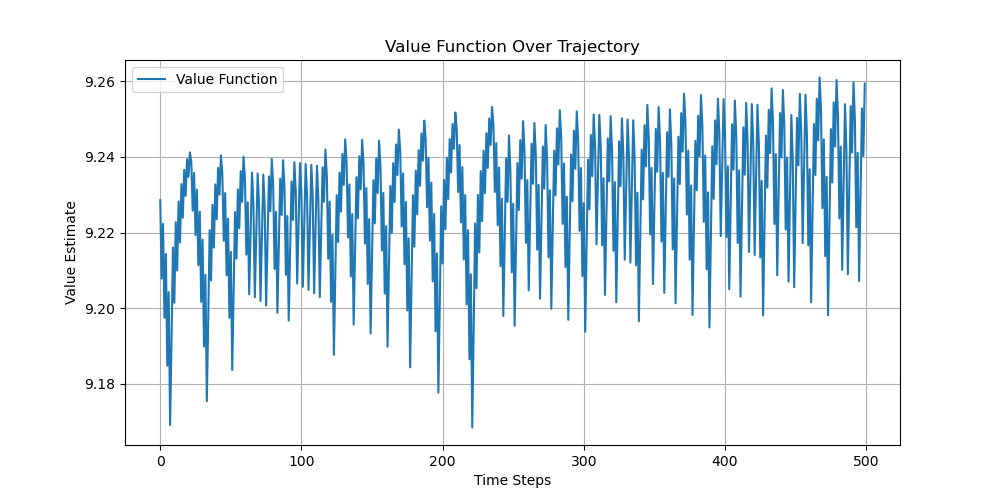 Value Function Over Trajectory
Value Function
Value Estimate
9.26
9.24
9.22
9.20
9.18
0 100 200 300 400 500
Time Steps